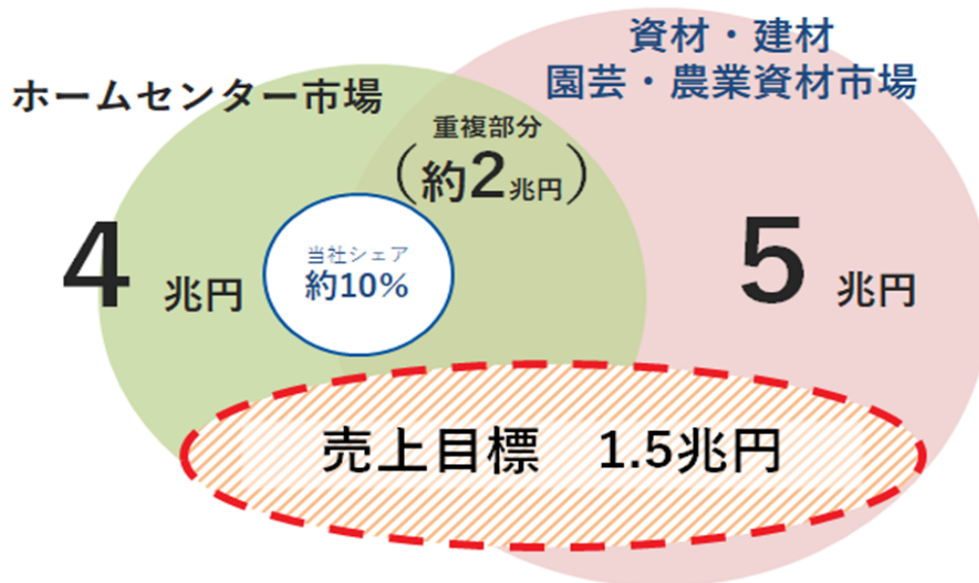 資材・建材
園芸・農業資材市場
ホームセンター市場
重複部分
（約2兆円）
4兆円
当社シェア
約10%
5兆円
売上目標　1.5兆円